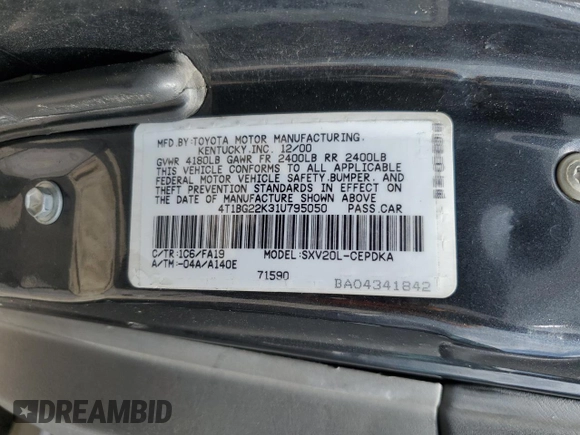 MFD.BY:TOYOTA MOTOR MANUFACTURING.
KENTUCKY.INC. 12/00
GVWR 4180LB GAWR FR 2400LB RR 2400LB
THIS VEHICLE CONFORMS TO ALL APPLICABLE
FEDERAL MOTOR VEHICLE SAFETY.BUMPER. AND
THEFT PREVENTION STANDARDS IN EFFECT ON
THE DATE OF MANUFACTURE SHOWN ABOVE
4T1BG22K31U795050 PASS.CAR
C/TR:1C6/FA19 MODEL:SXV20L-CEPDKA
A/TM:-04A/A140E
71590
BA04341842
DREAMBID